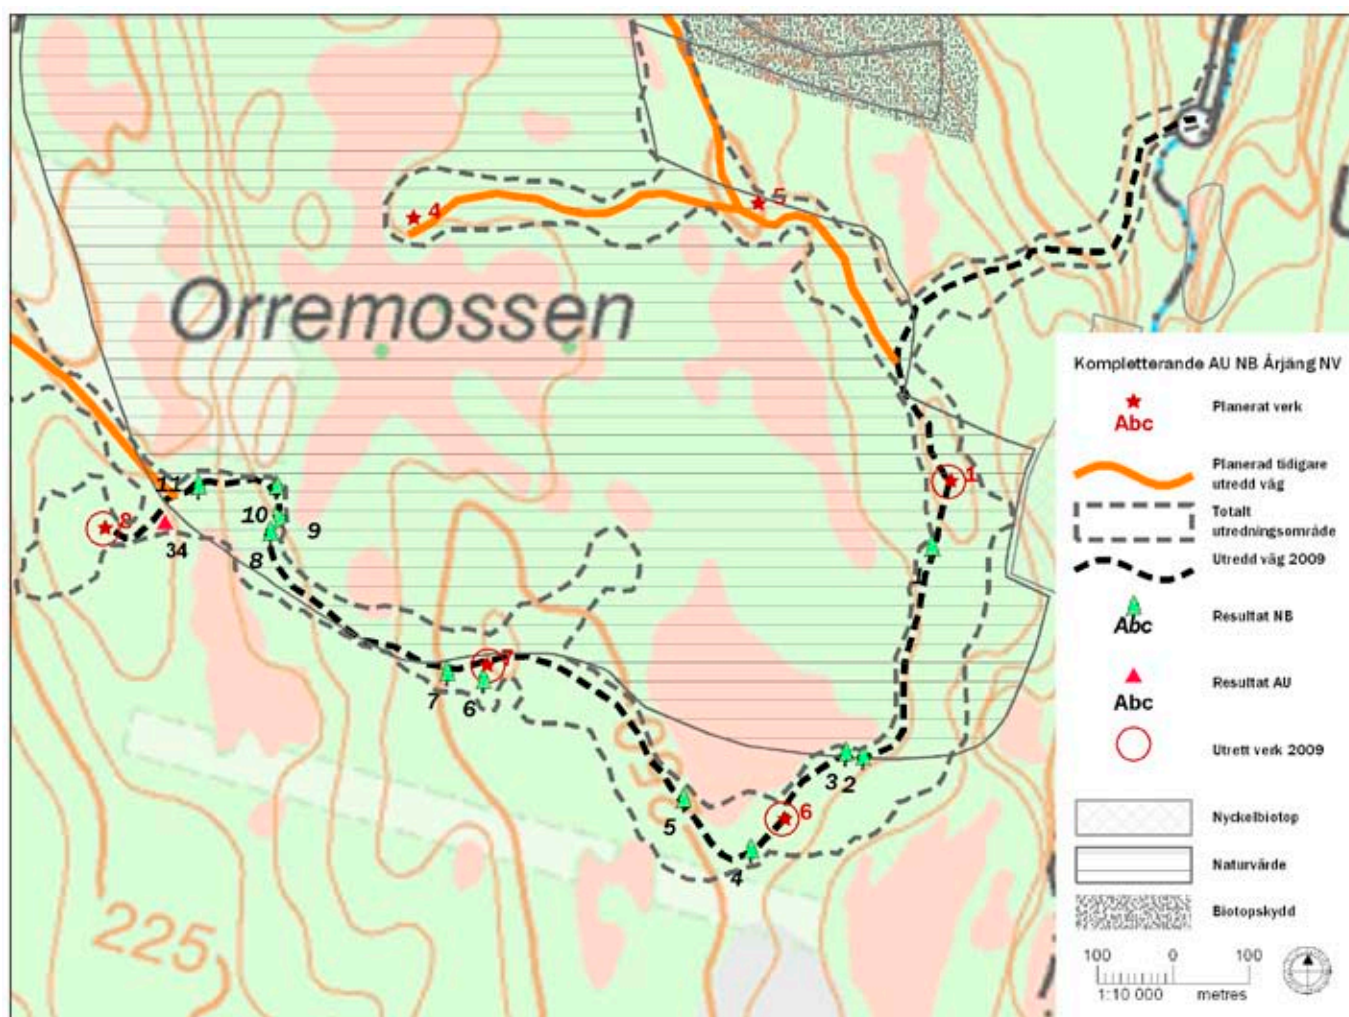 4
5
Orremossen
11
8
34
10
9
8
1
1
7
7
6
3 2
6
5
4
225
Kompletterande AU NB Årjäng NV
Abc
Planerat verk
Planerad tidigare
utredd väg
Totalt
utredningsområde
Utredd väg 2009
Abc
Resultat NB
Abc
Resultat AU
Utrett verk 2009
Nyckelbiotop
Naturvärde
Biotopskydd
100 0 100
1:10 000 metres